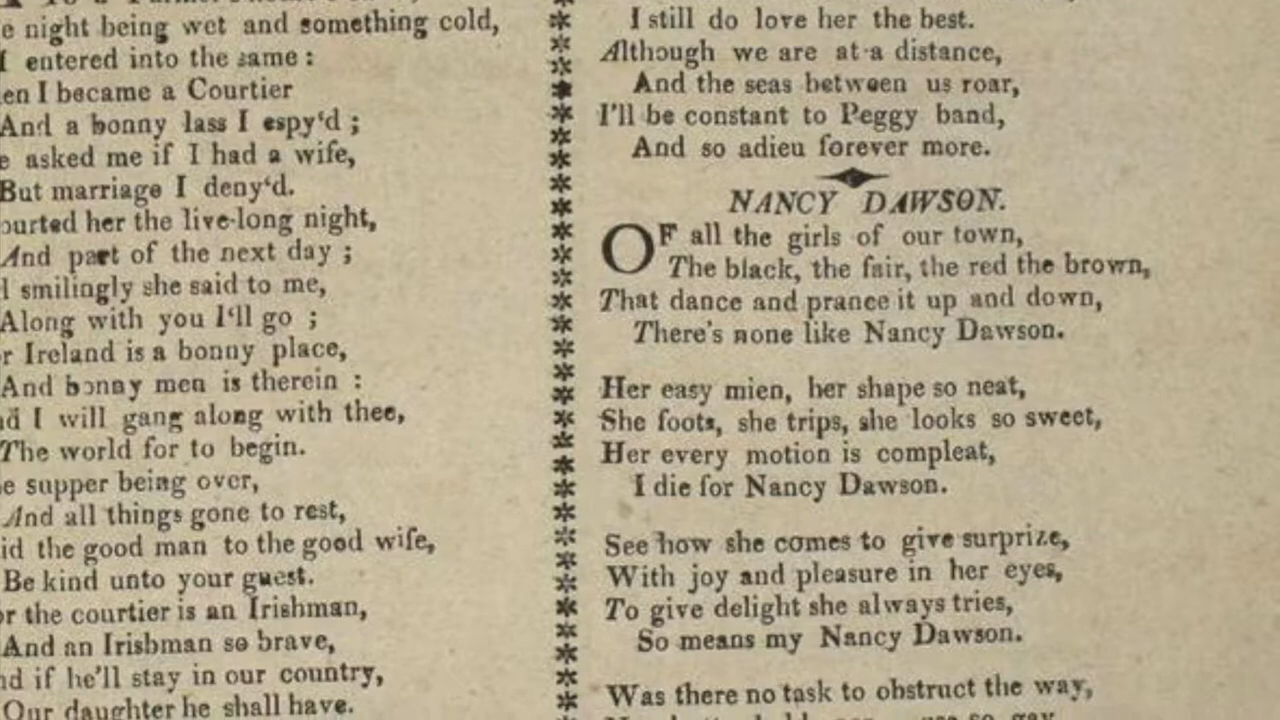 e night being wet and something cold,
I entered into the same :
en I became a Courtier
And a bonny lass I espy'd ;
e asked me if I had a wife,
But marriage I deny'd.
ourted her the live-long night,
And part of the next day ;
d smilingly she said to me,
Along with you I'll go ;
r Ireland is a bonny place,
And bonny men is therein :
nd I will gang along with thee,
The world for to begin.
e supper being over,
And all things gone to rest,
id the good man to the good wife,
Be kind unto your guest.
or the courtier is an Irishman,
And an Irishman so brave,
nd if he'll stay in our country,
Our daughter he shall have.
I still do love her the best.
Although we are at a distance,
And the seas between us roar,
I'll be constant to Peggy band,
And so adieu forever more.
NANCY DAWSON.
OF all the girls of our town,
The black, the fair, the red the brown,
That dance and prance it up and down,
There's none like Nancy Dawson.
Her easy mien, her shape so neat,
She foots, she trips, she looks so sweet,
Her every motion is compleat,
I die for Nancy Dawson.
See how she comes to give surprize,
With joy and pleasure in her eyes,
To give delight she always tries,
So means my Nancy Dawson.
Was there no task to obstruct the way,